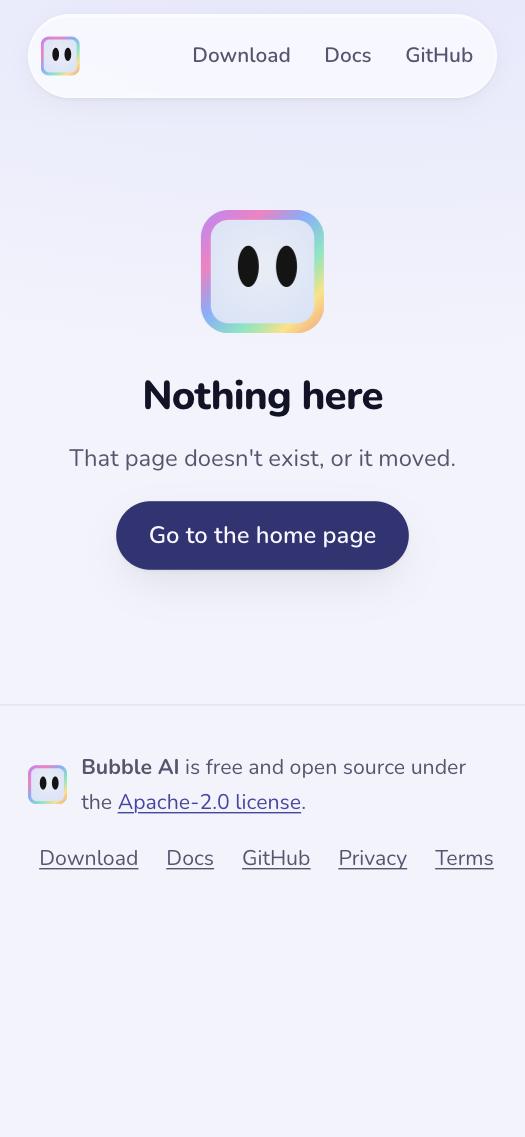 Download Docs GitHub
Nothing here
That page doesn't exist, or it moved.
Go to the home page
Bubble AI is free and open source under
the Apache-2.0 license.
Download Docs GitHub Privacy Terms